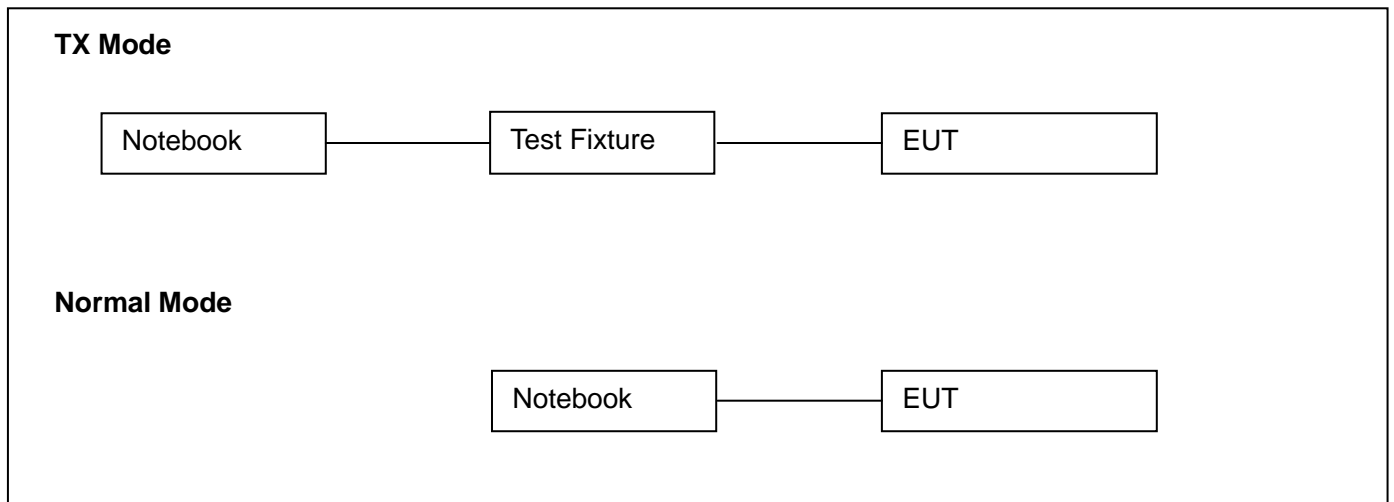 TX Mode
Notebook
Test Fixture
EUT
Normal Mode
Notebook
EUT